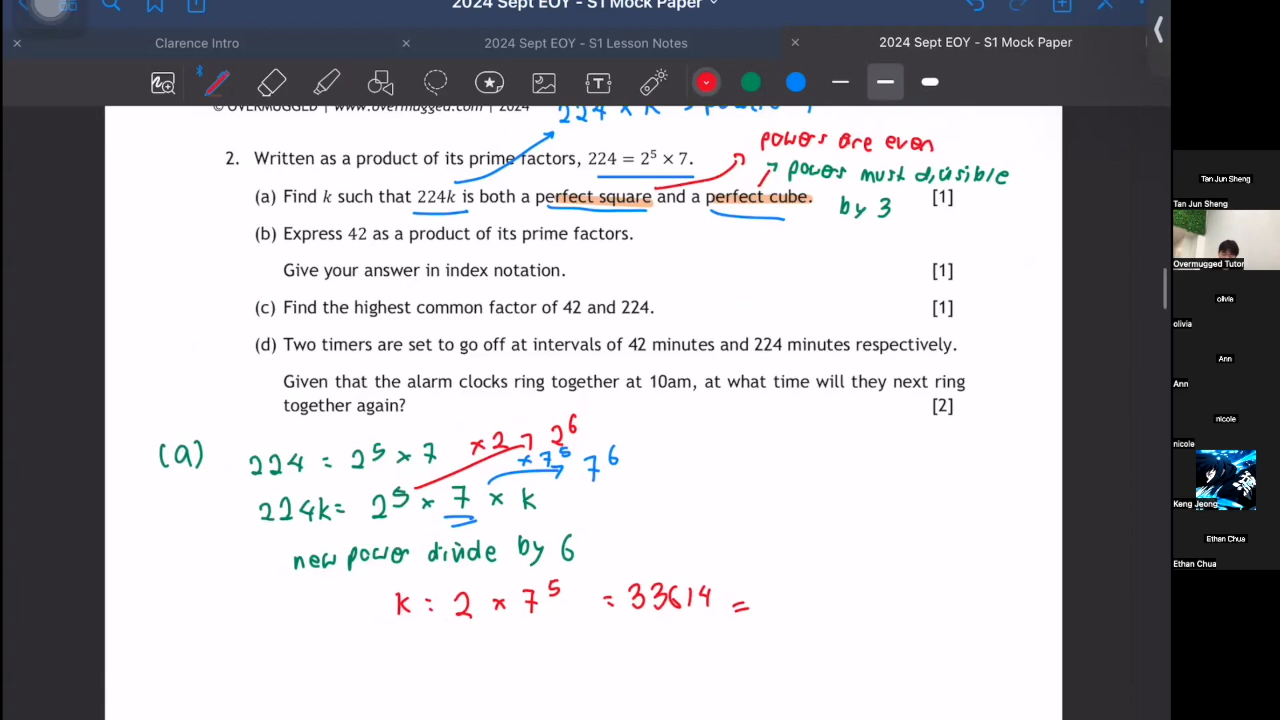 2024 Sept EOY - S1 Mock Paper
Clarence Intro
2024 Sept EOY - S1 Lesson Notes
2024 Sept EOY - S1 Mock Paper
© OVERMUGGED | www.overmugged.com | 2024
224 × k
powers are even
2. Written as a product of its prime factors, 224 = 2⁵ × 7.
powers must divisible
(a) Find k such that 224k is both a perfect square and a perfect cube. [1]
by 3
(b) Express 42 as a product of its prime factors.
Give your answer in index notation. [1]
(c) Find the highest common factor of 42 and 224. [1]
(d) Two timers are set to go off at intervals of 42 minutes and 224 minutes respectively.
Given that the alarm clocks ring together at 10am, at what time will they next ring
together again? [2]
(a) 224 = 2⁵ × 7 ×2 → 2⁶
×7⁵ 7⁶
224k = 2⁵ × 7 × k
new power divide by 6
k = 2 × 7⁵ = 33614 =
Tan Jun Sheng
Tan Jun Sheng
Overmugged Tutor
olivia
olivia
Ann
Ann
nicole
nicole
Keng Jeong
Ethan Chua
Ethan Chua